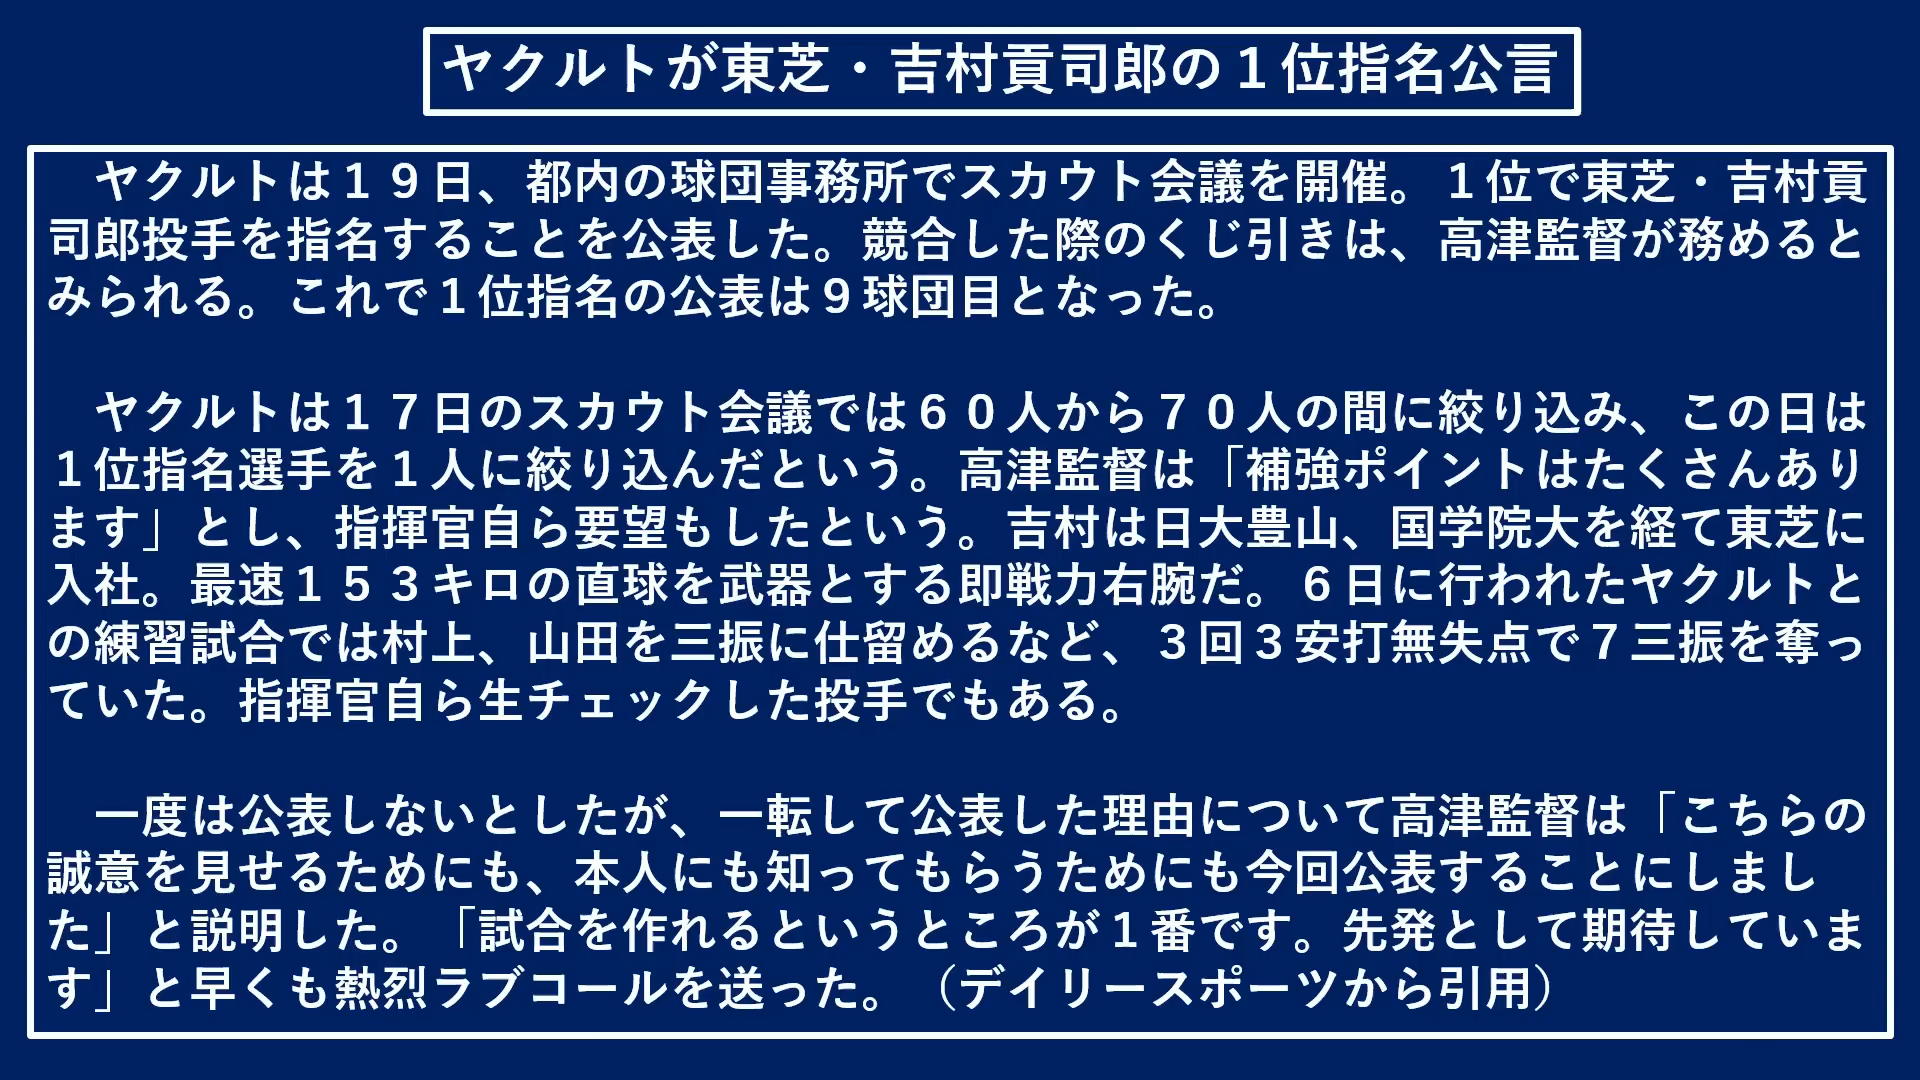 ヤクルトが東芝・吉村貢司郎の１位指名公言
　ヤクルトは１９日、都内の球団事務所でスカウト会議を開催。１位で東芝・吉村貢
司郎投手を指名することを公表した。競合した際のくじ引きは、高津監督が務めると
みられる。これで１位指名の公表は９球団目となった。
　ヤクルトは１７日のスカウト会議では６０人から７０人の間に絞り込み、この日は
１位指名選手を１人に絞り込んだという。高津監督は「補強ポイントはたくさんあり
ます」とし、指揮官自ら要望もしたという。吉村は日大豊山、国学院大を経て東芝に
入社。最速１５３キロの直球を武器とする即戦力右腕だ。６日に行われたヤクルトと
の練習試合では村上、山田を三振に仕留めるなど、３回３安打無失点で７三振を奪っ
ていた。指揮官自ら生チェックした投手でもある。
　一度は公表しないとしたが、一転して公表した理由について高津監督は「こちらの
誠意を見せるためにも、本人にも知ってもらうためにも今回公表することにしまし
た」と説明した。「試合を作れるというところが１番です。先発として期待していま
す」と早くも熱烈ラブコールを送った。（デイリースポーツから引用）